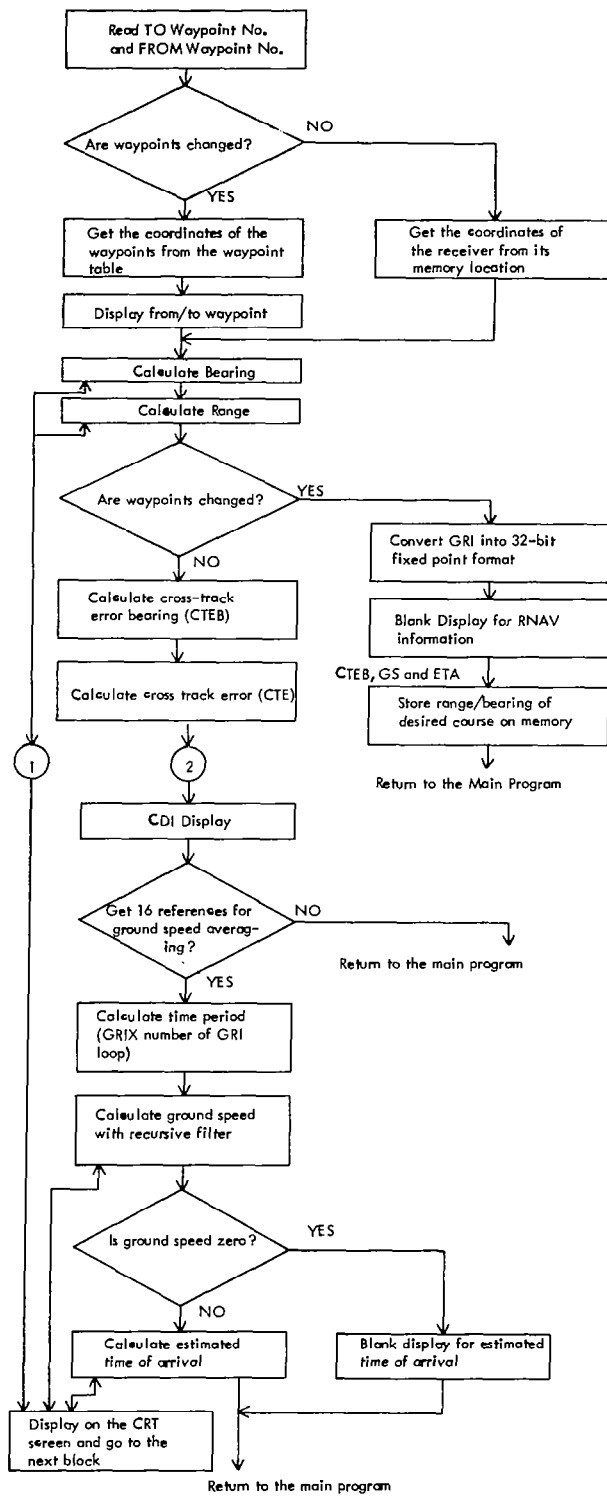 Read TO Waypoint No.
and FROM Waypoint No.
Are waypoints changed?
NO
YES
Get the coordinates of the
waypoints from the waypoint
table
Get the coordinates of
the receiver from its
memory location
Display from/to waypoint
Calculate Bearing
Calculate Range
Are waypoints changed?
YES
NO
Convert GRI into 32-bit
fixed point format
Calculate cross-track
error bearing (CTEB)
Blank Display for RNAV
information
CTEB, GS and ETA
Calculate cross track error (CTE)
Store range/bearing of
desired course on memory
1
2
Return to the Main Program
CDI Display
Get 16 references for
ground speed averag-
ing?
NO
YES
Return to the main program
Calculate time period
(GRIX number of GRI
loop)
Calculate ground speed
with recursive filter
Is ground speed zero?
YES
NO
Calculate estimated
time of arrival
Blank display for estimated
time of arrival
Display on the CRT
screen and go to the
next block
Return to the main program